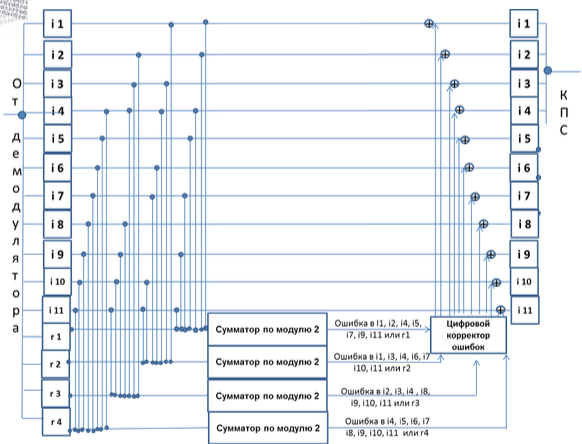 От демодулятора
i 1
i 2
i 3
i 4
i 5
i 6
i 7
i 8
i 9
i 10
i 11
r 1
r 2
r 3
r 4
Сумматор по модулю 2
Ошибка в I1, i2, i4, i5,
i7, i9, i11 или r1
Сумматор по модулю 2
Ошибка в i1, i3, i4, i6, i7
i10, i11 или r2
Сумматор по модулю 2
Ошибка в i2, i3, i4 , i8,
i9, i10, i11 или r3
Сумматор по модулю 2
Ошибка в i4, i5, i6, i7
i8, i9, i10, i11 или r4
Цифровой
корректор
ошибок
i 1
i 2
i 3
i 4
i 5
i 6
i 7
i 8
i 9
i 10
i 11
КПС